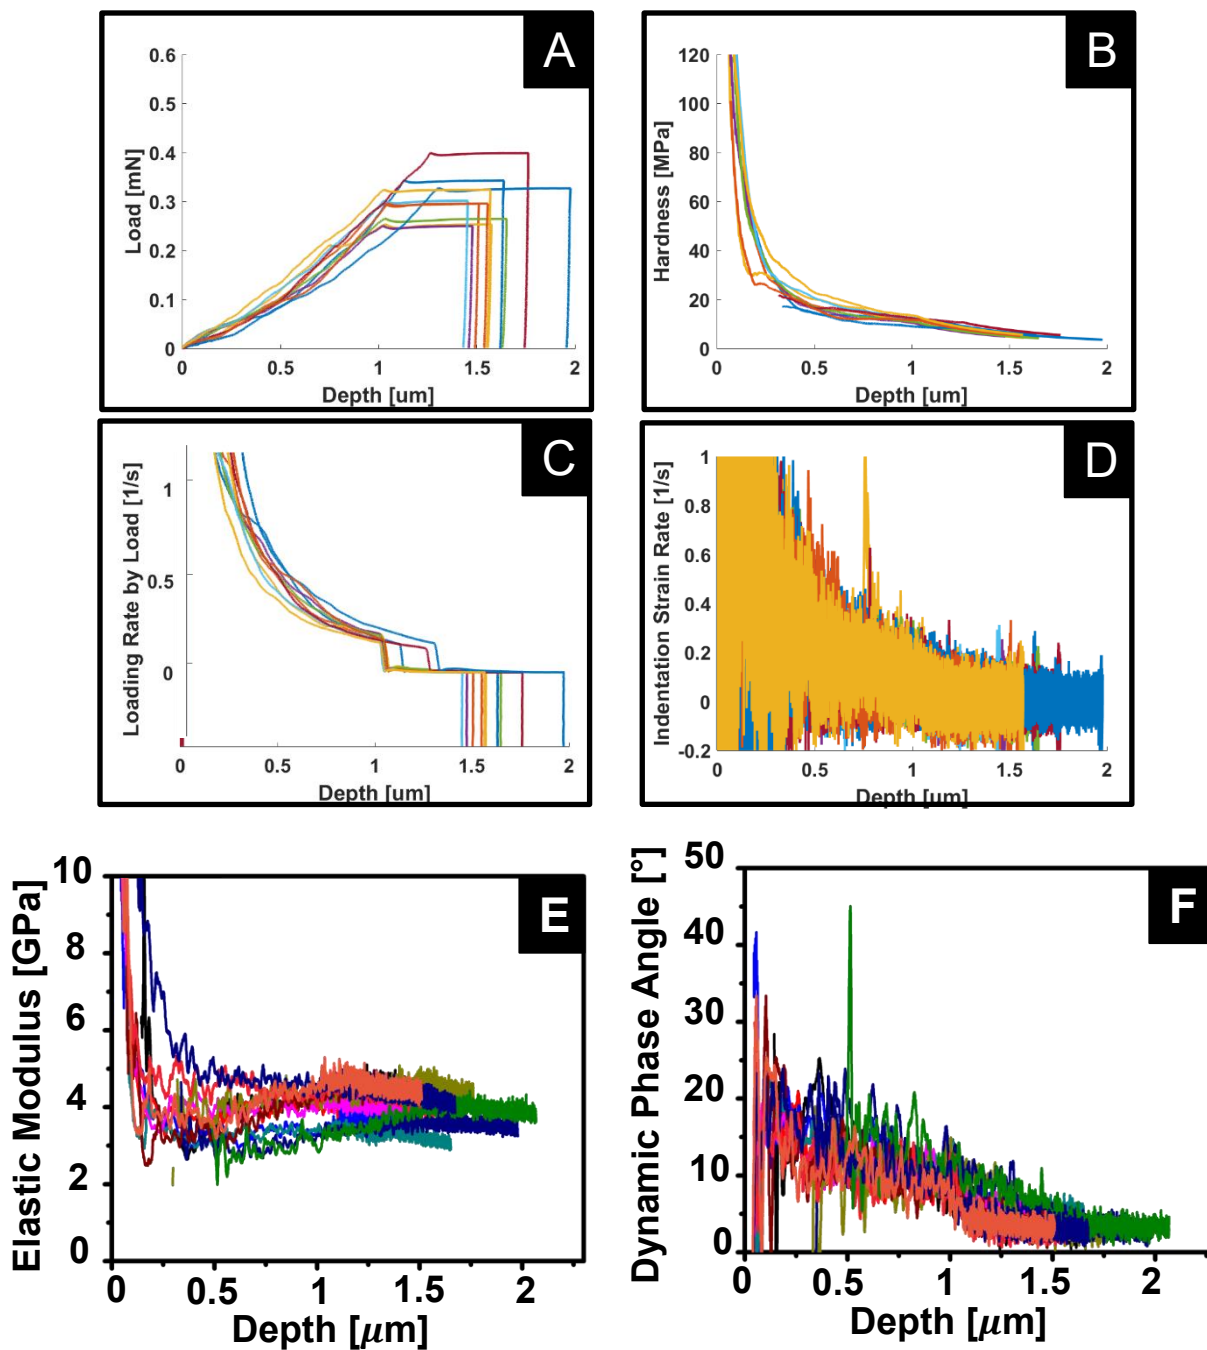 A
0.6
0.5
0.4
0.3
0.2
0.1
0
Load [mN]
0 0.5 1 1.5 2
Depth [um]
B
120
100
80
60
40
20
0
Hardness [MPa]
0 0.5 1 1.5 2
Depth [um]
C
1
0.5
0
Loading Rate by Load [1/s]
0 0.5 1 1.5 2
Depth [um]
D
1
0.8
0.6
0.4
0.2
0
-0.2
Indentation Strain Rate [1/s]
0 0.5 1 1.5 2
Depth [um]
E
10
8
6
4
2
0
Elastic Modulus [GPa]
0 0.5 1 1.5 2
Depth [μm]
F
50
40
30
20
10
0
Dynamic Phase Angle [°]
0 0.5 1 1.5 2
Depth [μm]